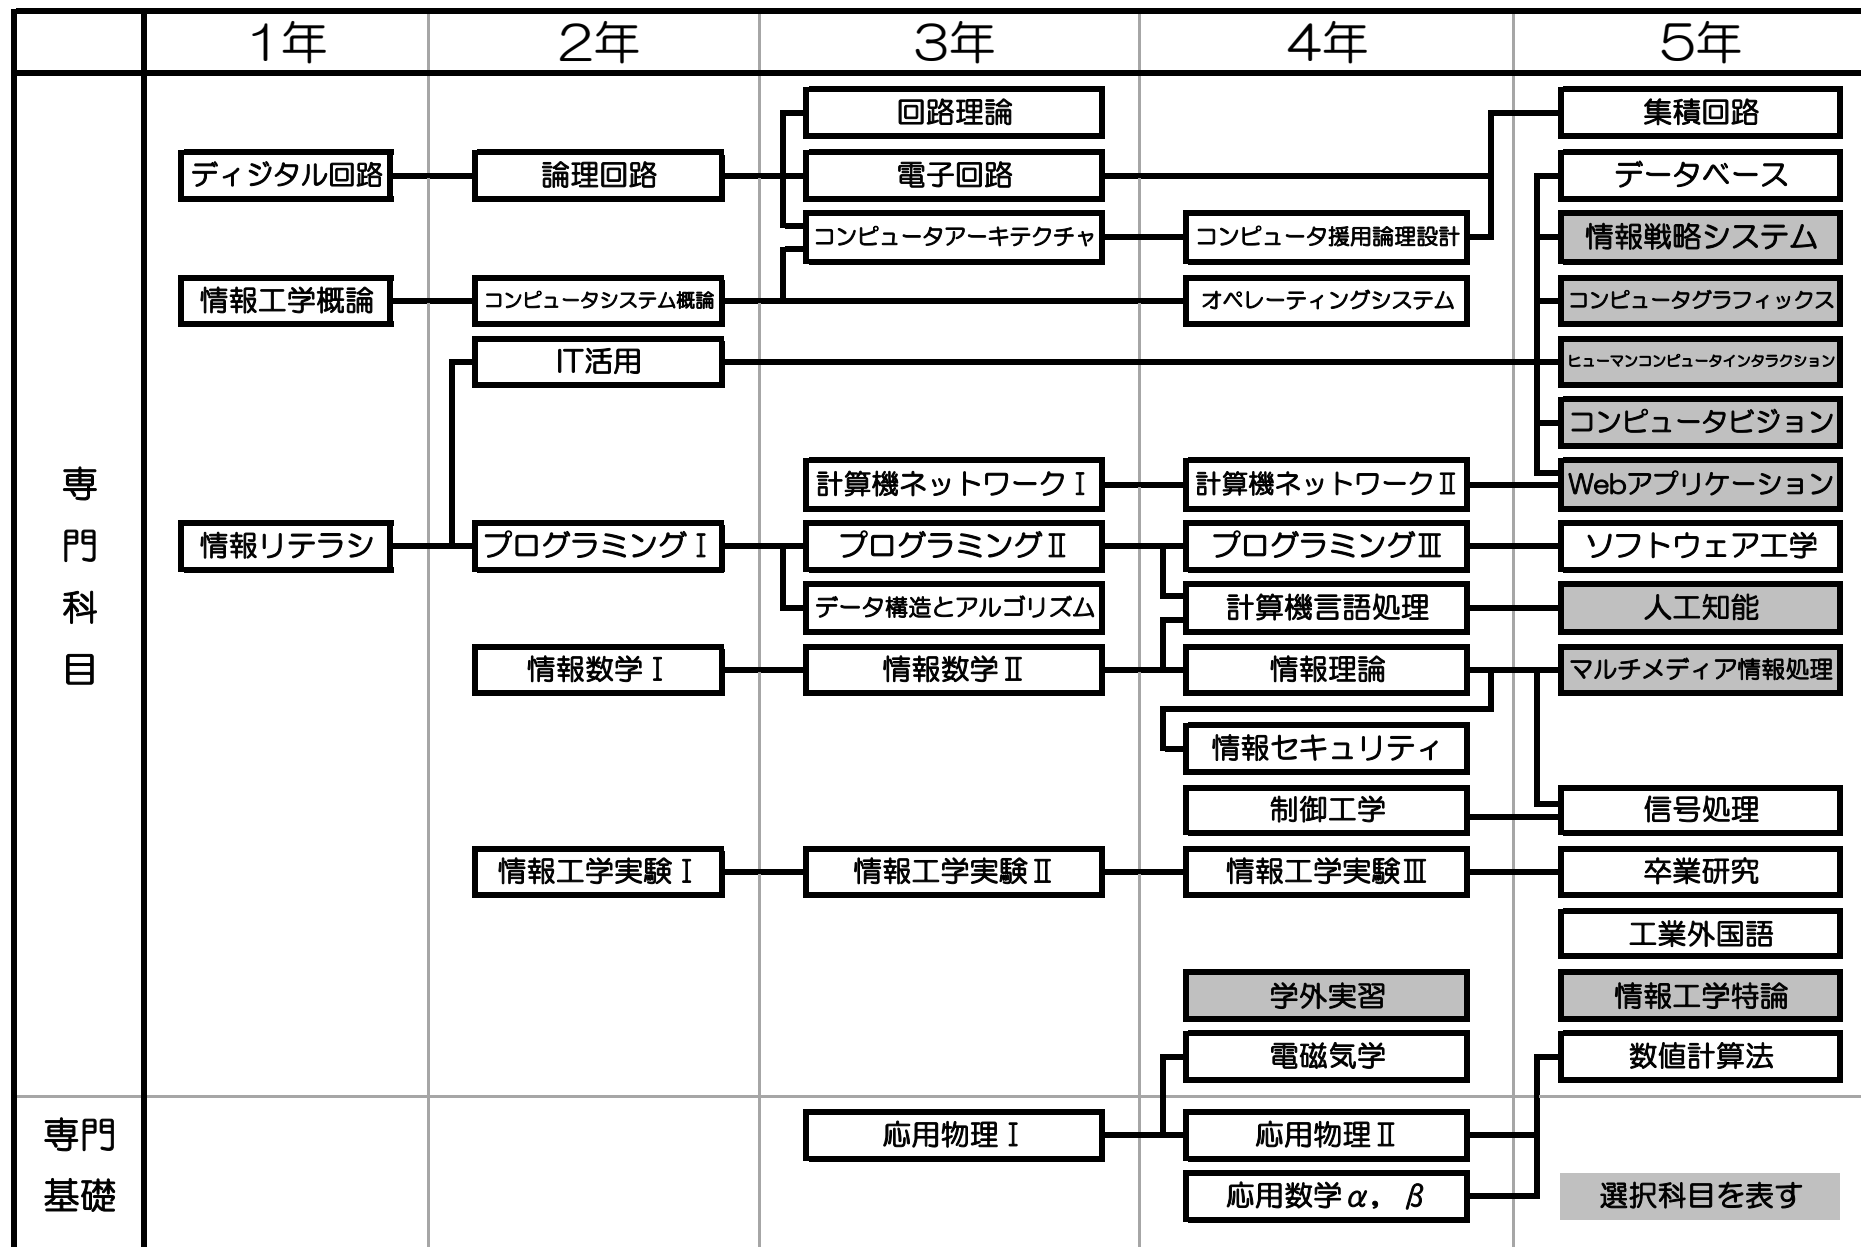 1年 2年 3年 4年 5年
回路理論 集積回路
ディジタル回路 論理回路 電子回路 データベース
コンピュータアーキテクチャ コンピュータ援用論理設計 情報戦略システム
情報工学概論 コンピュータシステム概論 オペレーティングシステム コンピュータグラフィックス
IT活用 ヒューマンコンピュータインタラクション
コンピュータビジョン
専門科目
計算機ネットワークⅠ 計算機ネットワークⅡ Webアプリケーション
情報リテラシ プログラミングⅠ プログラミングⅡ プログラミングⅢ ソフトウェア工学
データ構造とアルゴリズム 計算機言語処理 人工知能
情報数学Ⅰ 情報数学Ⅱ 情報理論 マルチメディア情報処理
情報セキュリティ
制御工学 信号処理
情報工学実験Ⅰ 情報工学実験Ⅱ 情報工学実験Ⅲ 卒業研究
工業外国語
学外実習 情報工学特論
電磁気学 数値計算法
専門
基礎
応用物理Ⅰ 応用物理Ⅱ
応用数学α，β 選択科目を表す